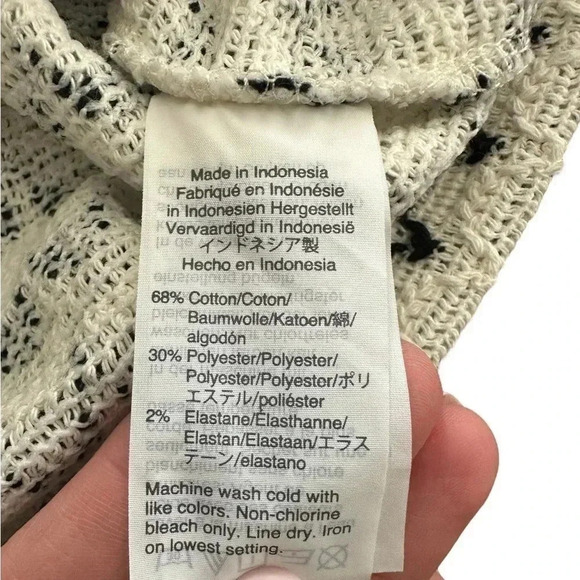 Made in Indonesia
Fabriqué en Indonésie
in Indonesien Hergestellt
Vervaardigd in Indonesië
インドネシア製
Hecho en Indonesia
68% Cotton/Coton/
Baumwolle/Katoen/綿/
algodón
30% Polyester/Polyester/
Polyester/Polyester/ポリ
エステル/poliéster
2% Elastane/Elasthanne/
Elastan/Elastaan/エラス
テーン/elastano
Machine wash cold with
like colors. Non-chlorine
bleach only. Line dry. Iron
on lowest setting.